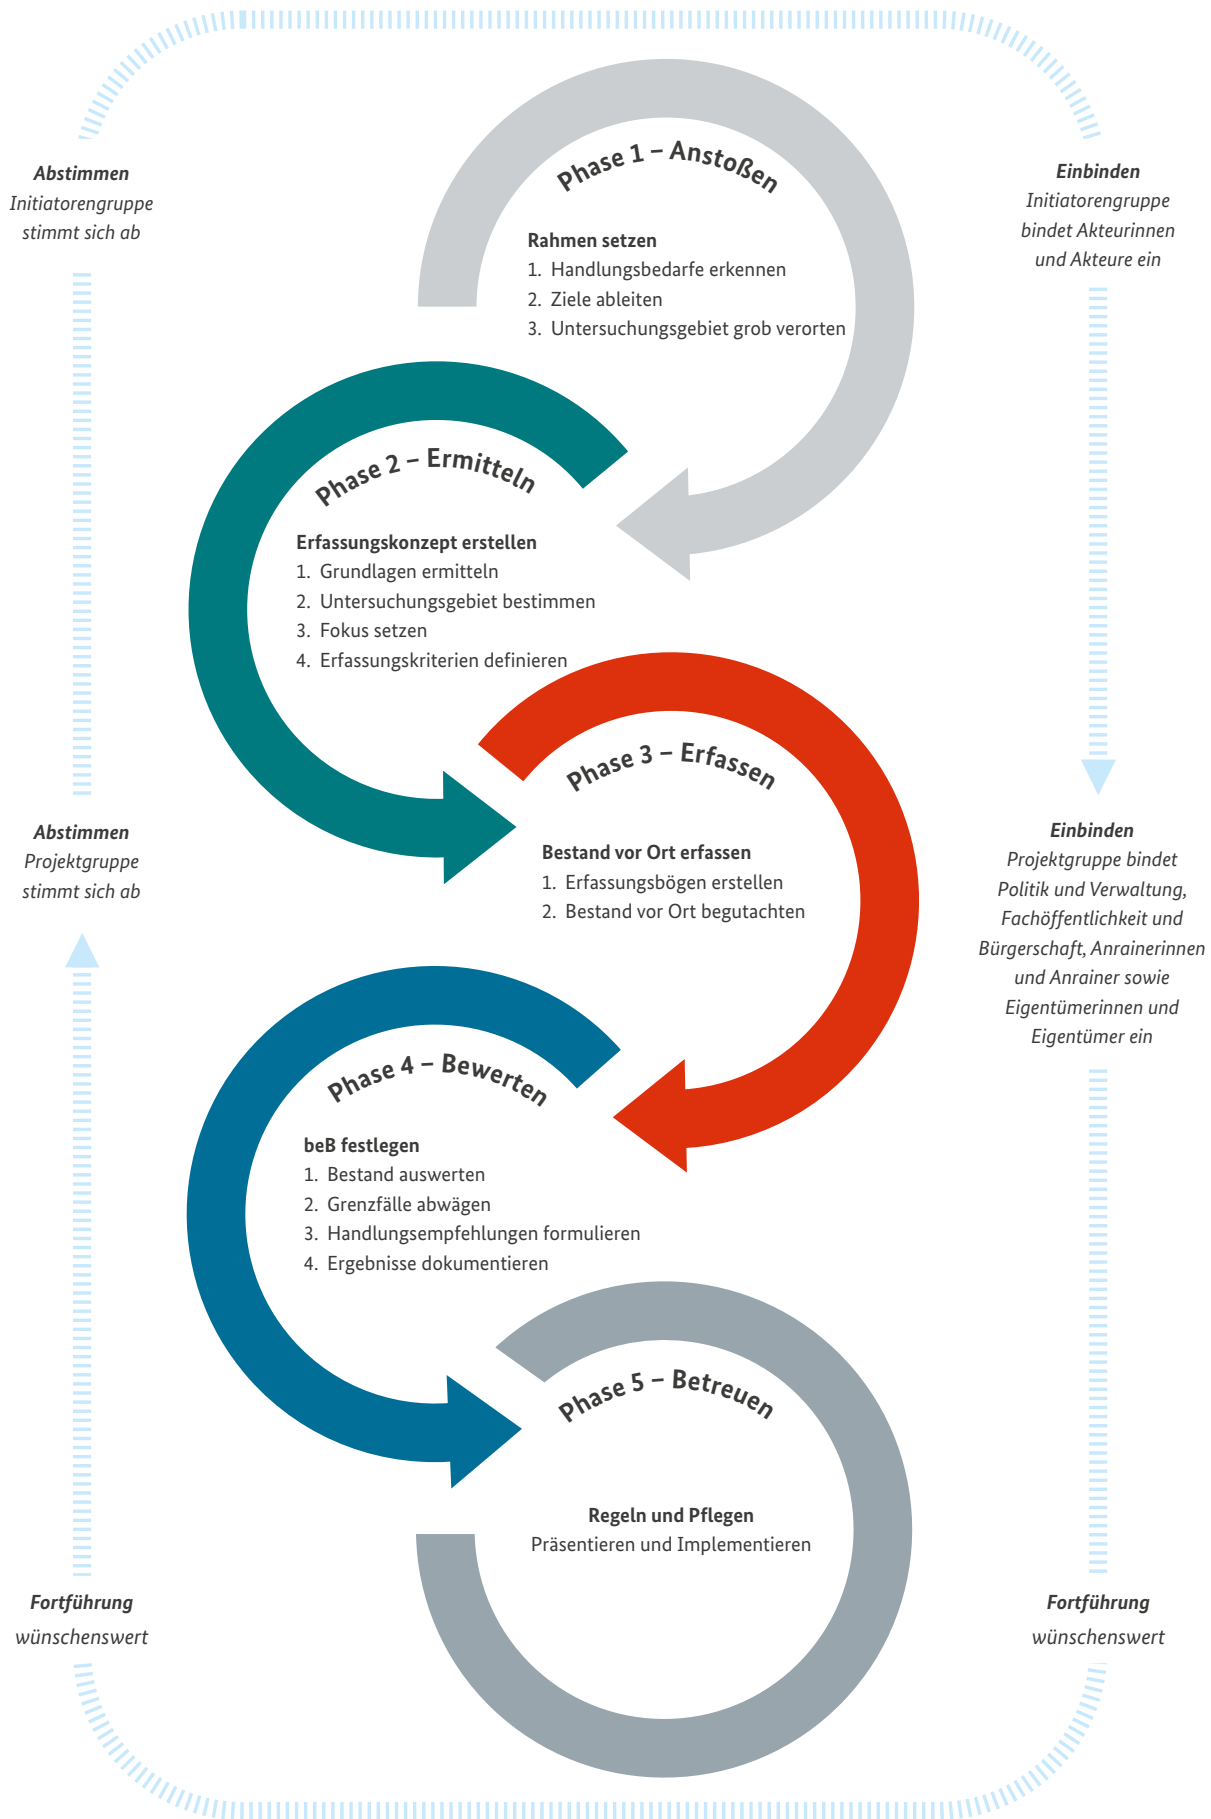 Phase 1 – Anstoßen
Abstimmen
Initiatorengruppe
stimmt sich ab
Einbinden
Initiatorengruppe
bindet Akteurinnen
und Akteure ein
Rahmen setzen
1. Handlungsbedarfe erkennen
2. Ziele ableiten
3. Untersuchungsgebiet grob verorten
Phase 2 – Ermitteln
Erfassungskonzept erstellen
1. Grundlagen ermitteln
2. Untersuchungsgebiet bestimmen
3. Fokus setzen
4. Erfassungskriterien definieren
Phase 3 – Erfassen
Abstimmen
Projektgruppe
stimmt sich ab
Bestand vor Ort erfassen
1. Erfassungsbögen erstellen
2. Bestand vor Ort begutachten
Einbinden
Projektgruppe bindet
Politik und Verwaltung,
Fachöffentlichkeit und
Bürgerschaft, Anrainerinnen
und Anrainer sowie
Eigentümerinnen und
Eigentümer ein
Phase 4 – Bewerten
beB festlegen
1. Bestand auswerten
2. Grenzfälle abwägen
3. Handlungsempfehlungen formulieren
4. Ergebnisse dokumentieren
Phase 5 – Betreuen
Regeln und Pflegen
Präsentieren und Implementieren
Fortführung
wünschenswert
Fortführung
wünschenswert